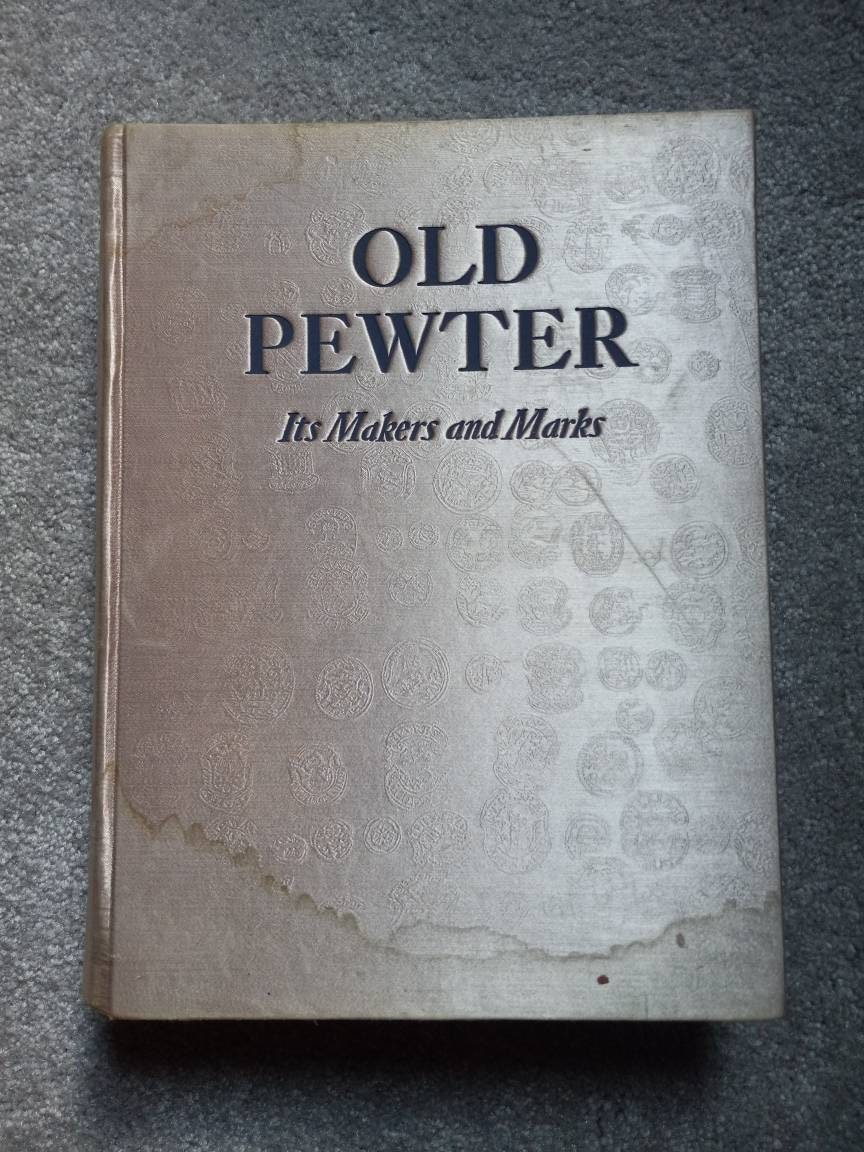 OLD
PEWTER
Its Makers and Marks